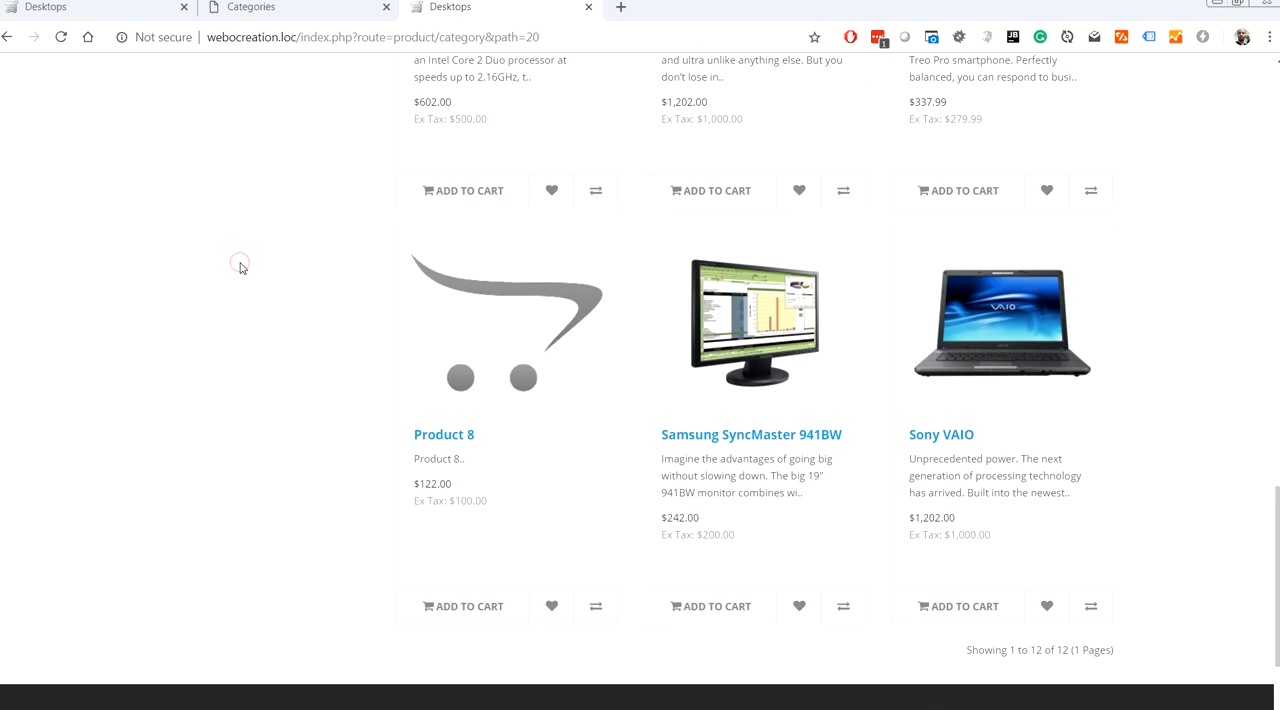 Desktops
Categories
Desktops
Not secure
webocreation.loc/index.php?route=product/category&path=20
1
JB
an Intel Core 2 Duo processor at
speeds up to 2.16GHz, t..
$602.00
Ex Tax: $500.00
and ultra unlike anything else. But you
don't lose in..
$1,202.00
Ex Tax: $1,000.00
Treo Pro smartphone. Perfectly
balanced, you can respond to busi..
$337.99
Ex Tax: $279.99
ADD TO CART
ADD TO CART
ADD TO CART
VAIO
Product 8
Product 8..
$122.00
Ex Tax: $100.00
Samsung SyncMaster 941BW
Imagine the advantages of going big
without slowing down. The big 19"
941BW monitor combines wi..
$242.00
Ex Tax: $200.00
Sony VAIO
Unprecedented power. The next
generation of processing technology
has arrived. Built into the newest..
$1,202.00
Ex Tax: $1,000.00
ADD TO CART
ADD TO CART
ADD TO CART
Showing 1 to 12 of 12 (1 Pages)